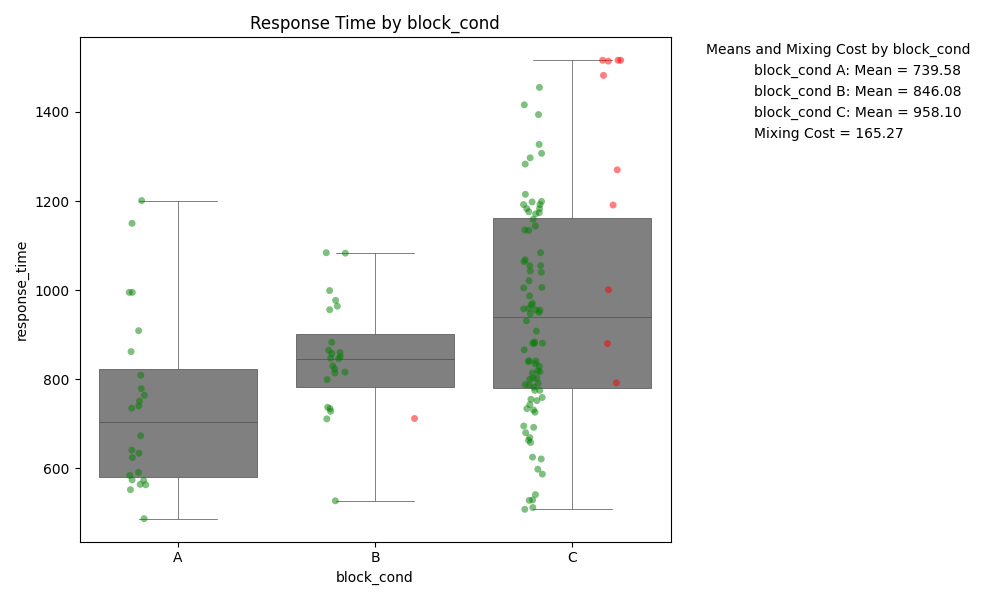 Response Time by block_cond
Means and Mixing Cost by block_cond
block_cond A: Mean = 739.58
block_cond B: Mean = 846.08
block_cond C: Mean = 958.10
Mixing Cost = 165.27
response_time
1400
1200
1000
800
600
A
B
C
block_cond